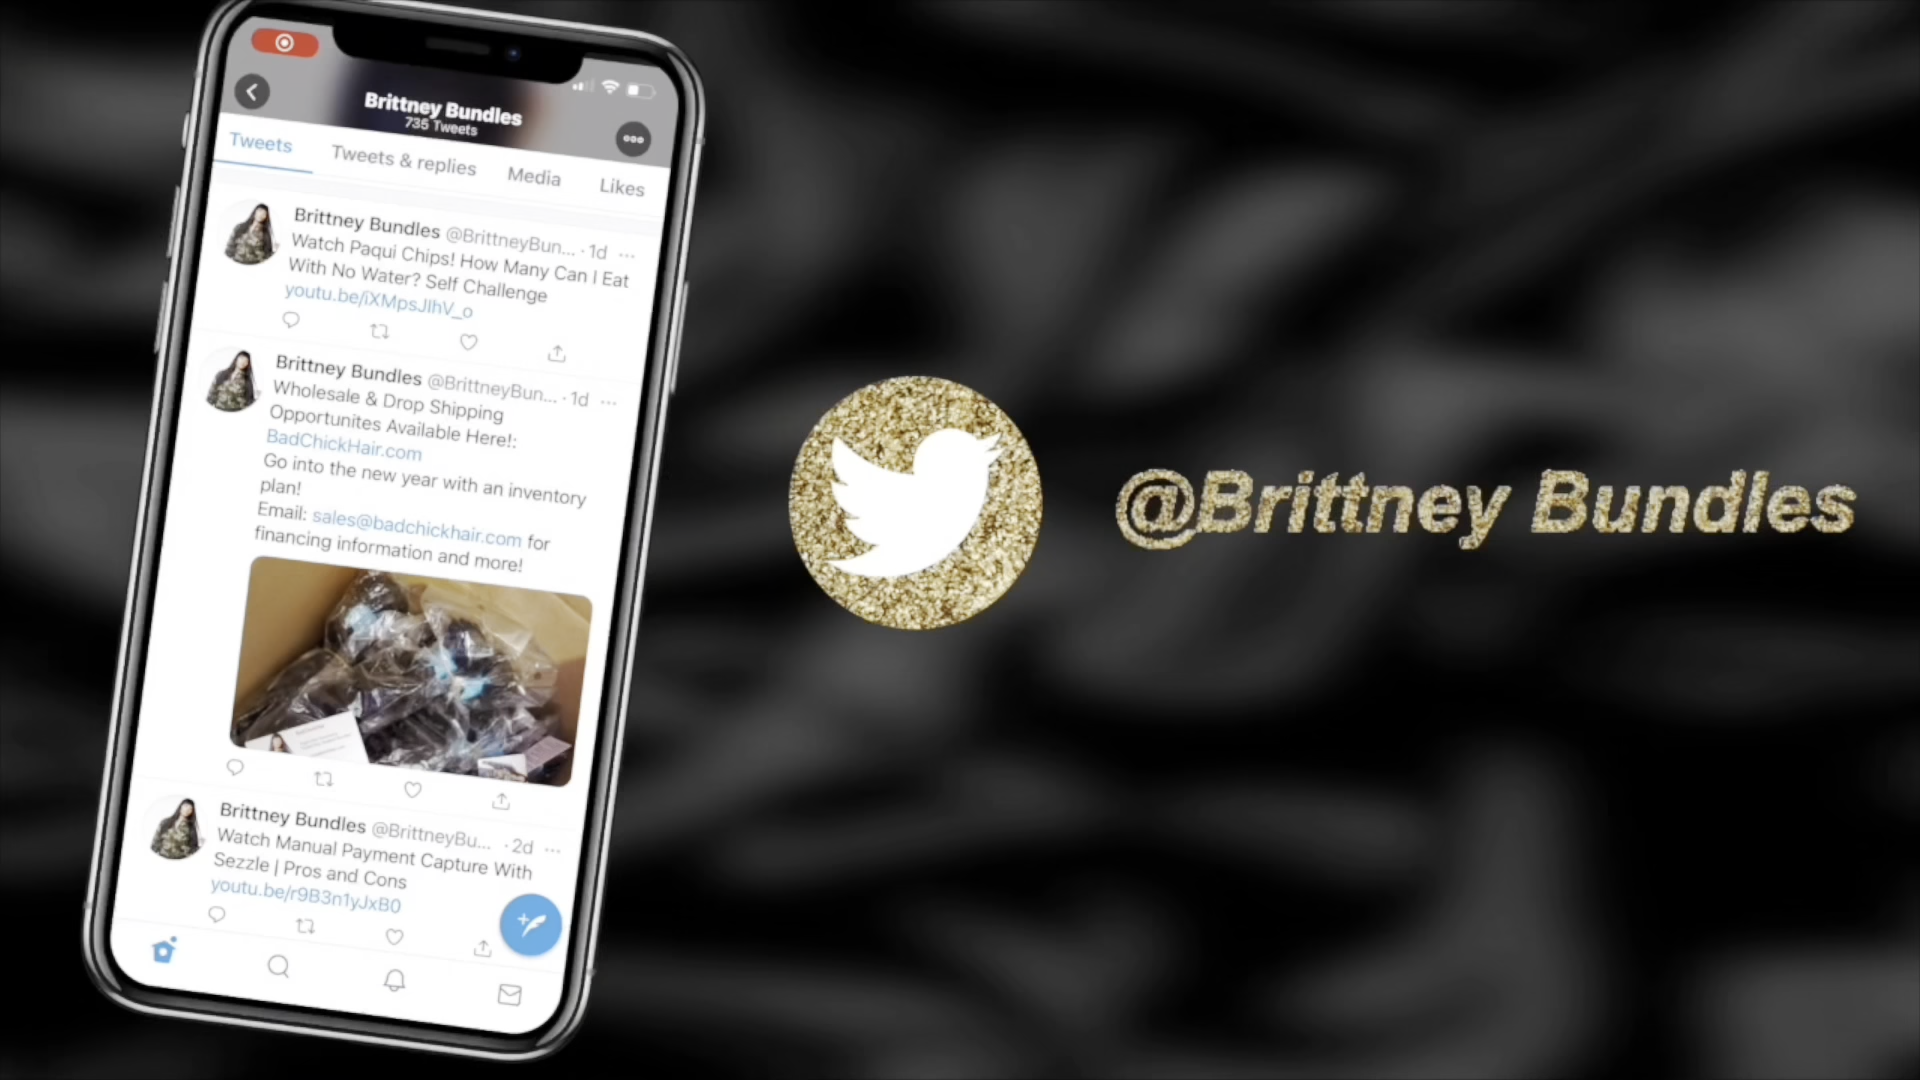 Brittney Bundles
735 Tweets
Tweets
Tweets & replies
Media
Likes
Brittney Bundles @BrittneyBun... · 1d
Watch Paqui Chips! How Many Can I Eat
With No Water? Self Challenge
youtu.be/iXMpsJlhV_o
Brittney Bundles @BrittneyBun... · 1d
Wholesale & Drop Shipping
Opportunites Available Here!:
BadChickHair.com
Go into the new year with an inventory
plan!
Email: sales@badchickhair.com for
financing information and more!
Brittney Bundles @BrittneyBu... · 2d
Watch Manual Payment Capture With
Sezzle | Pros and Cons
youtu.be/r9B3n1yJxB0
@Brittney Bundles